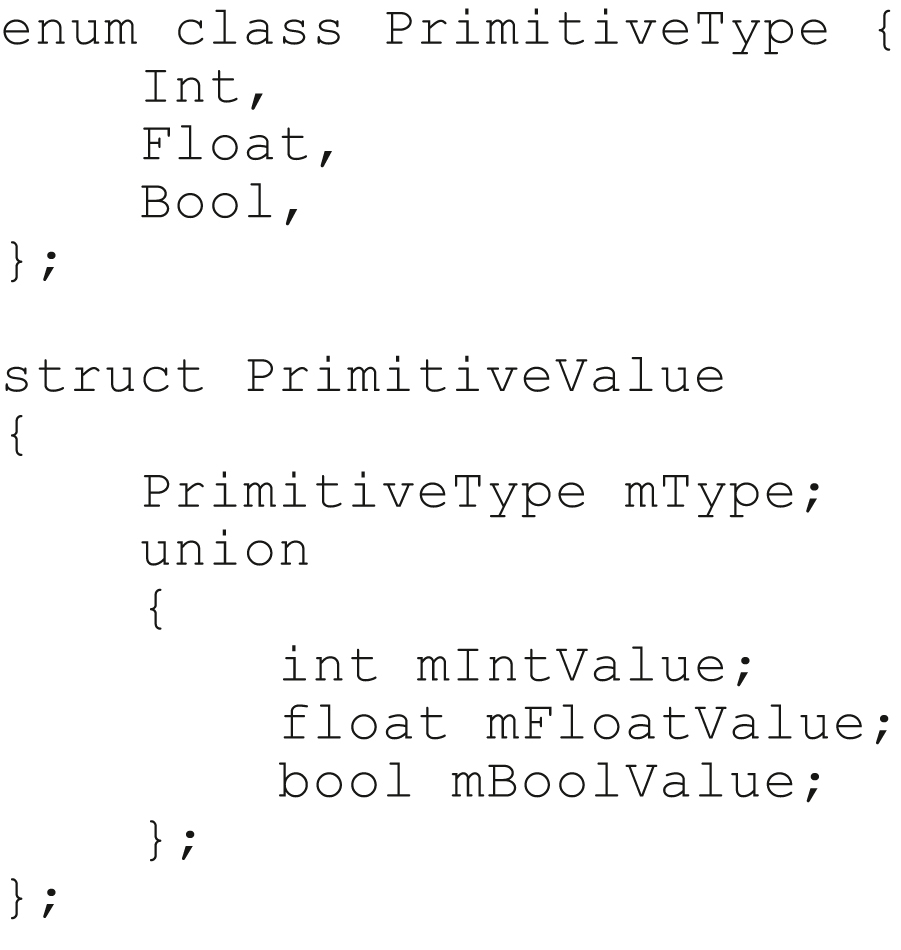 enum class PrimitiveType {
    Int,
    Float,
    Bool,
};

struct PrimitiveValue
{
    PrimitiveType mType;
    union
    {
        int mIntValue;
        float mFloatValue;
        bool mBoolValue;
    };
};